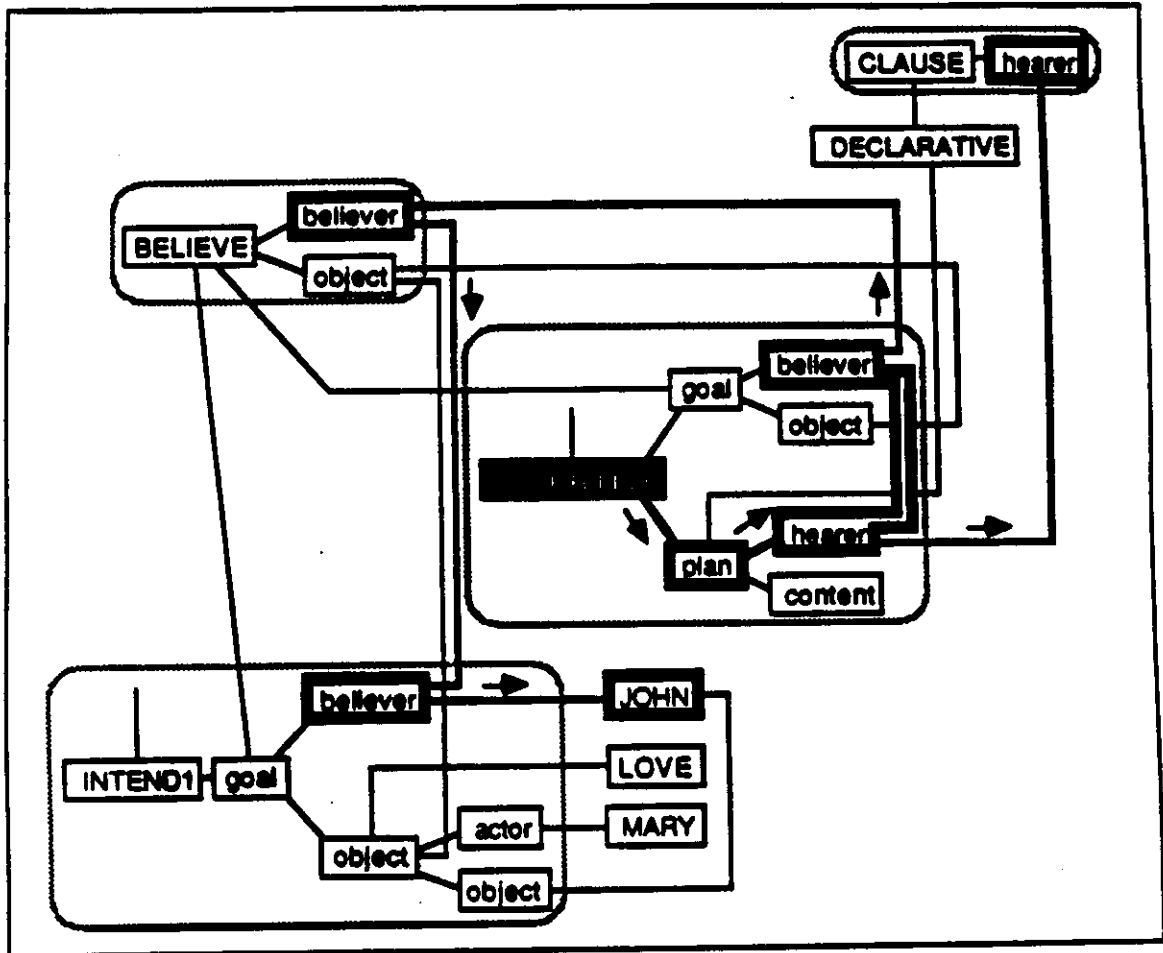 CLAUSE hearer
DECLARATIVE
believer
BELIEVE
object
believer
goal
object
hearer
plan
content
believer
JOHN
INTEND1 goal
LOVE
actor
MARY
object
object